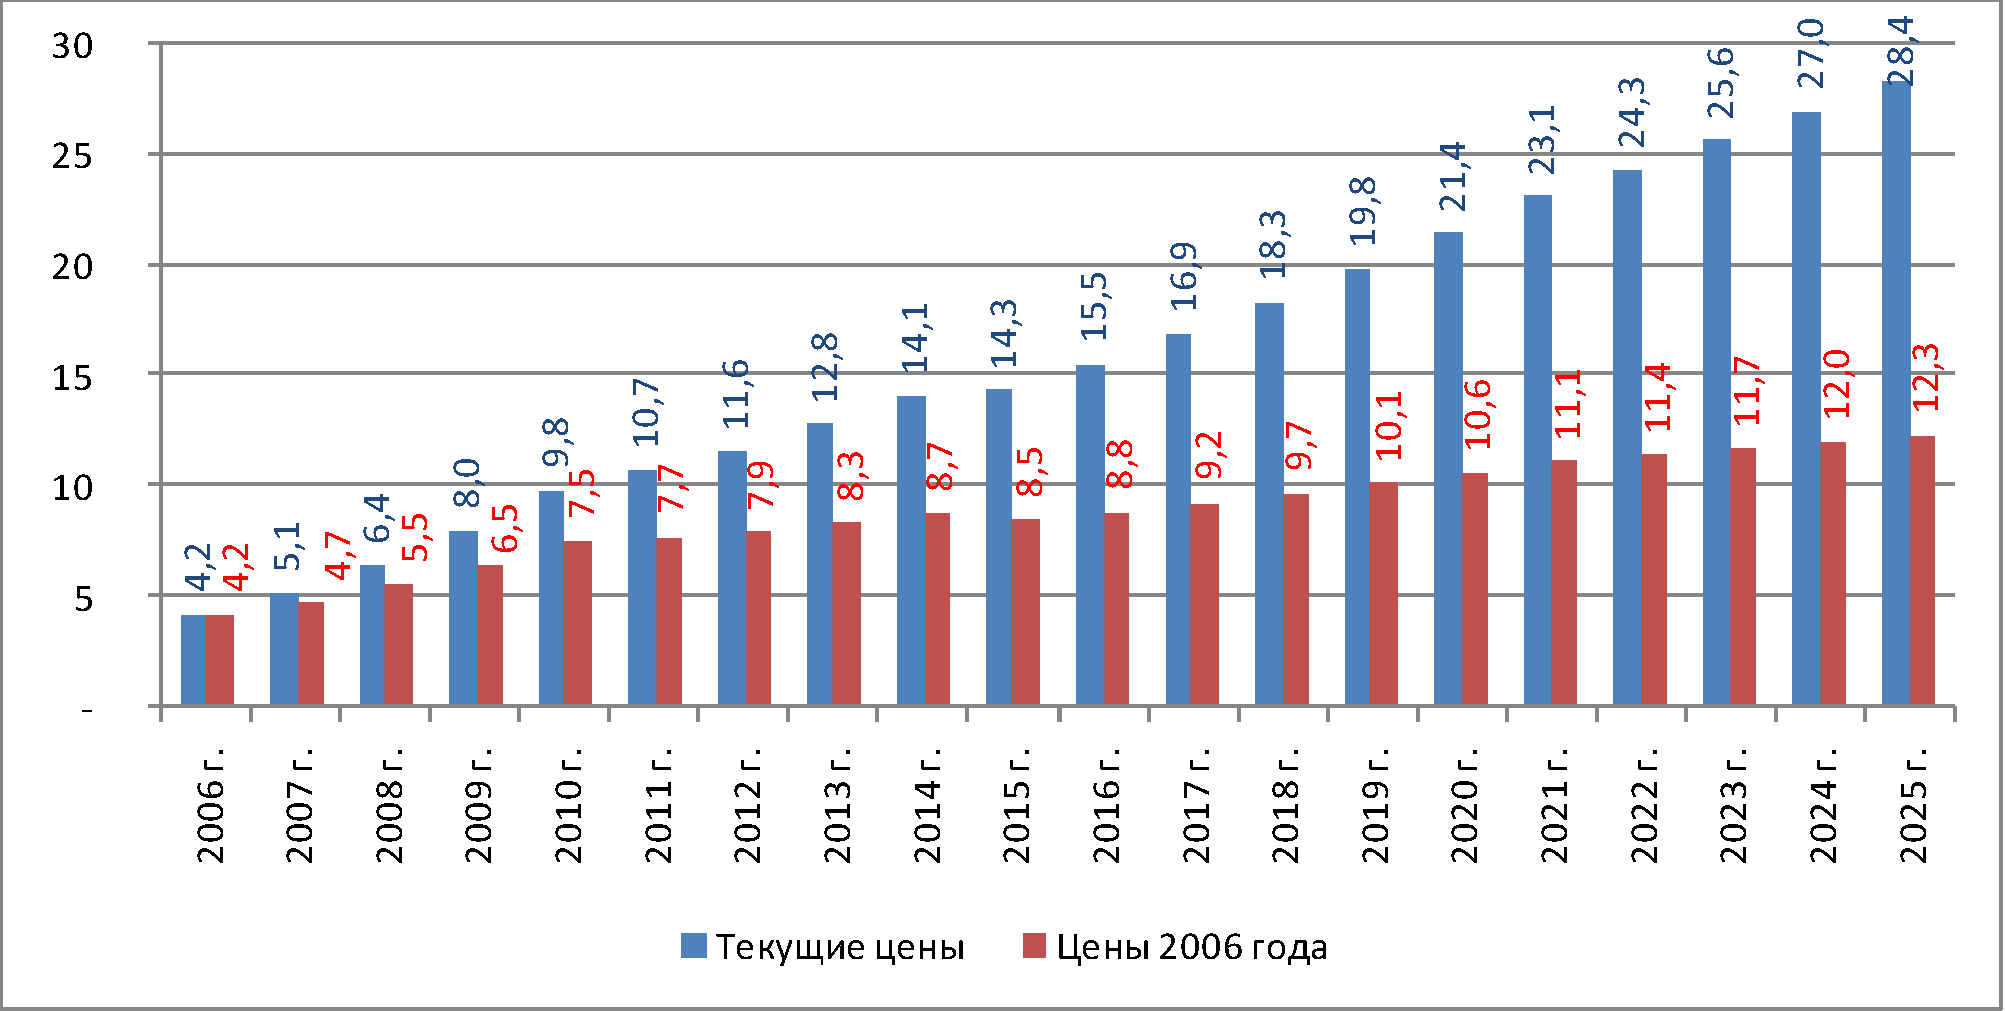 30
25
20
15
10
5
-
4,2
5,1
6,4
8,0
9,8
10,7
11,6
12,8
14,1
14,3
15,5
16,9
18,3
19,8
21,4
23,1
24,3
25,6
27,0
28,4
4,2
4,7
5,5
6,5
7,5
7,7
7,9
8,3
8,7
8,5
8,8
9,2
9,7
10,1
10,6
11,1
11,4
11,7
12,0
12,3
2006 г.
2007 г.
2008 г.
2009 г.
2010 г.
2011 г.
2012 г.
2013 г.
2014 г.
2015 г.
2016 г.
2017 г.
2018 г.
2019 г.
2020 г.
2021 г.
2022 г.
2023 г.
2024 г.
2025 г.
Текущие цены
Цены 2006 года